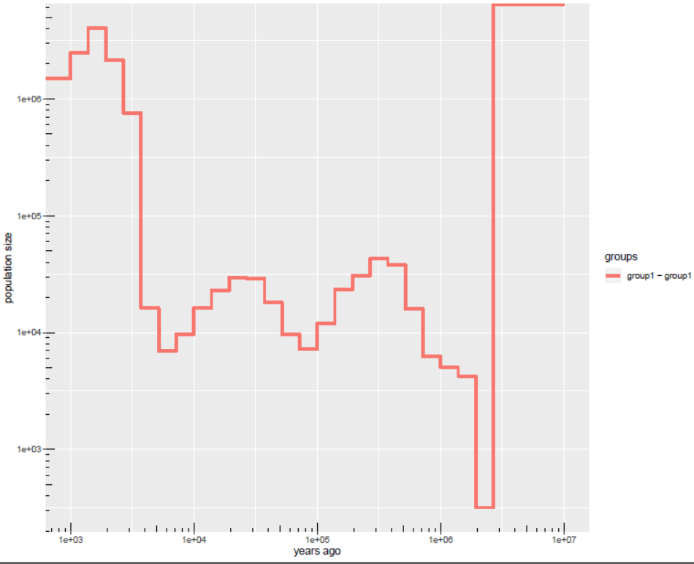 1e+06
1e+05
1e+04
1e+03
population size
1e+03 1e+04 1e+05 1e+06 1e+07
years ago
groups
group1 − group1